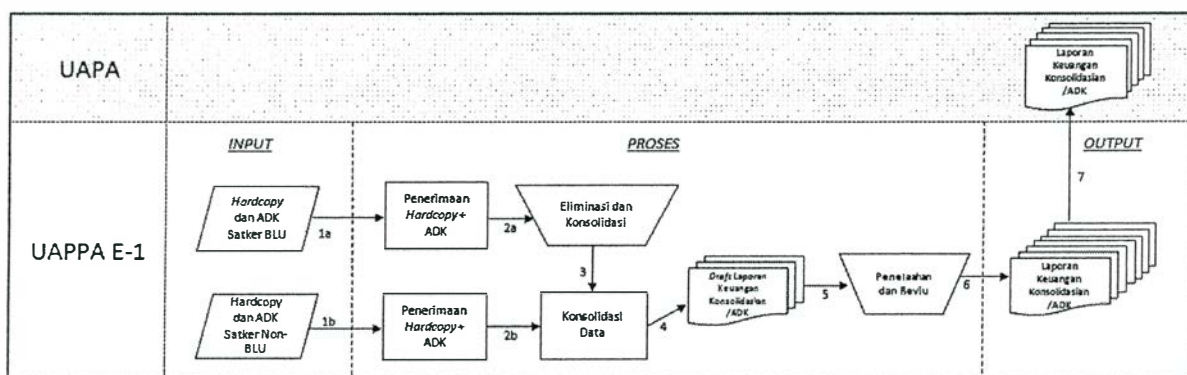 UAPA
Laporan
Keuangan
Konsolidasian
/ADK
INPUT
PROSES
OUTPUT
7
UAPPA E-1
Hardcopy
dan ADK
Satker BLU
1a
Penerimaan
Hardcopy+
ADK
2a
Eliminasi dan
Konsolidasi
3
Hardcopy
dan ADK
Satker Non-
BLU
1b
Penerimaan
Hardcopy+
ADK
2b
Konsolidasi
Data
4
Draft Laporan
Keuangan
Konsolidasian
/ADK
5
Penelaahan
dan Reviu
6
Laporan
Keuangan
Konsolidasian
/ADK